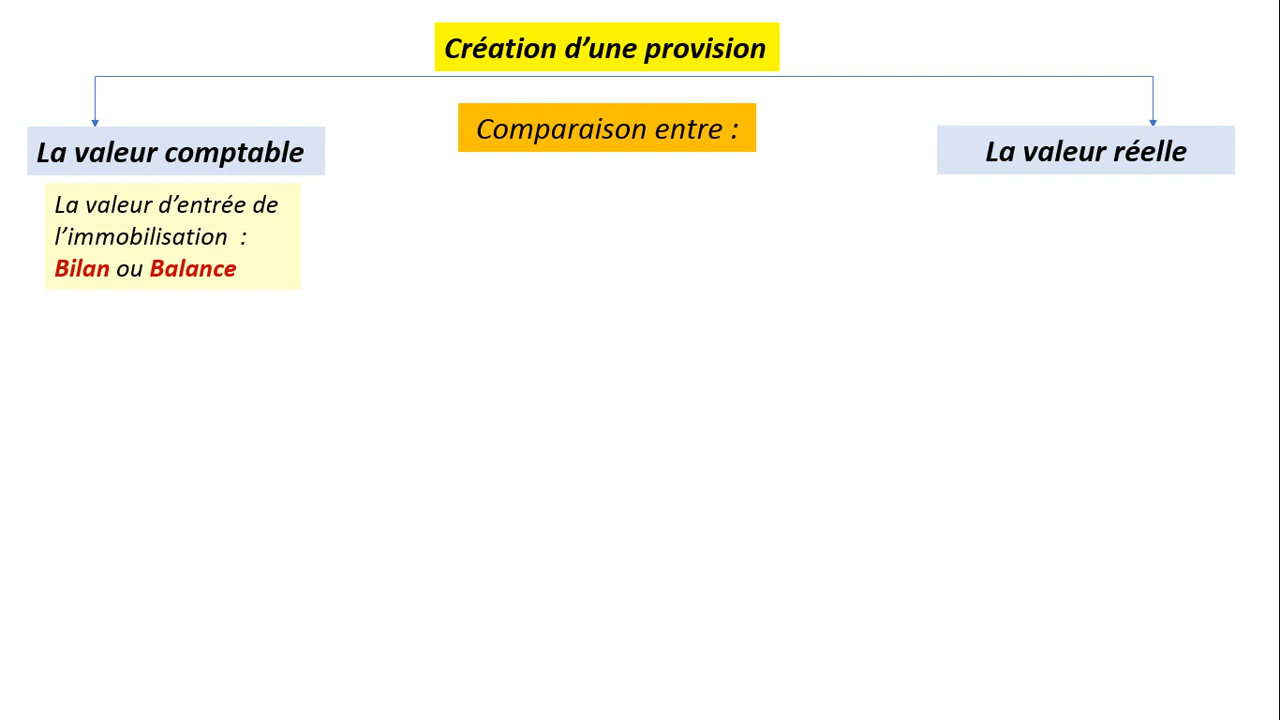 Création d’une provision
Comparaison entre :
La valeur comptable
La valeur réelle
La valeur d’entrée de
l’immobilisation  :
Bilan ou Balance